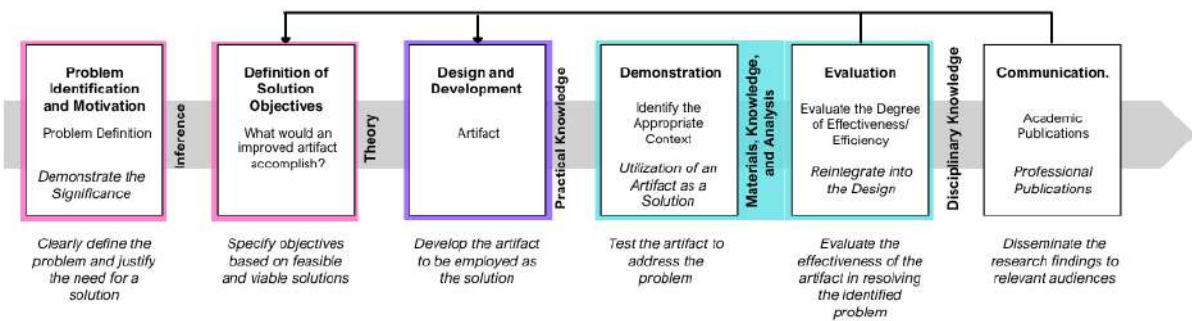 Problem
Identification
and Motivation
Problem Definition
Demonstrate the
Significance
Inference
Definition of
Solution
Objectives
What would an
improved artifact
accomplish?
Theory
Design and
Development
Artifact
Practical Knowledge
Demonstration
Identify the
Appropriate
Context
Utilization of an
Artifact as a
Solution
Materials, Knowledge,
and Analysis
Evaluation
Evaluate the Degree
of Effectiveness/
Efficiency
Reintegrate into
the Design
Disciplinary Knowledge
Communication.
Academic
Publications
Professional
Publications
Clearly define the
problem and justify
the need for a
solution
Specify objectives
based on feasible
and viable solutions
Develop the artifact
to be employed as
the solution
Test the artifact to
address the
problem
Evaluate the
effectiveness of the
artifact in resolving
the identified
problem
Disseminate the
research findings to
relevant audiences